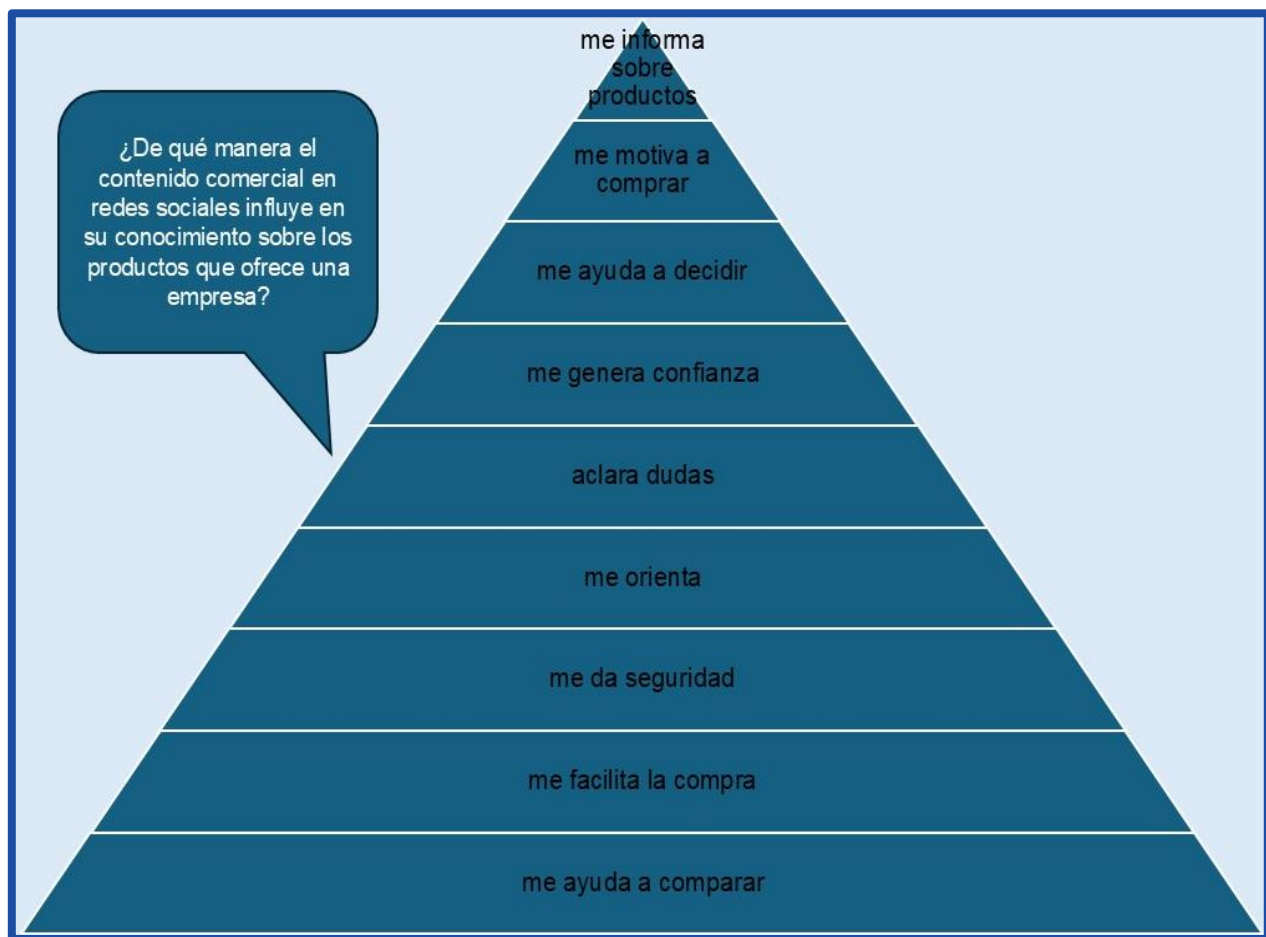 ¿De qué manera el
contenido comercial en
redes sociales influye en
su conocimiento sobre los
productos que ofrece una
empresa?
me informa
sobre
productos
me motiva a
comprar
me ayuda a decidir
me genera confianza
aclara dudas
me orienta
me da seguridad
me facilita la compra
me ayuda a comparar